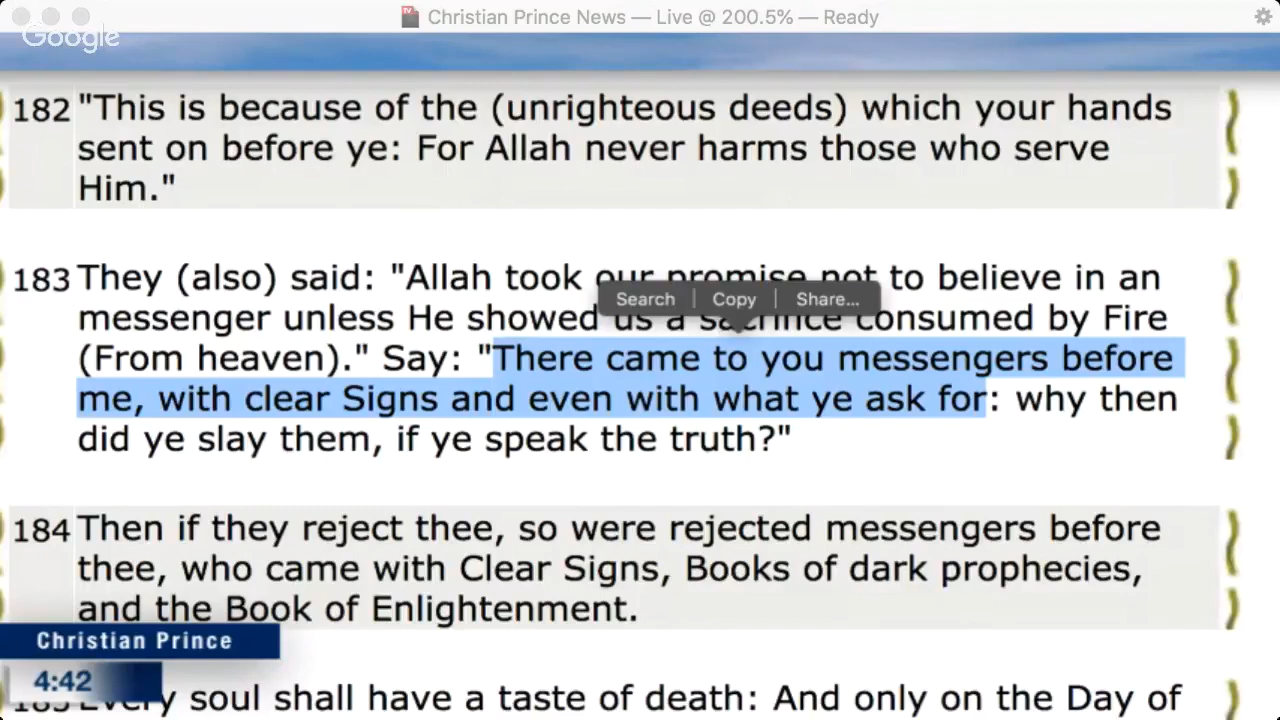 Christian Prince News — Live @ 200.5% — Ready
Google
182 "This is because of the (unrighteous deeds) which your hands
sent on before ye: For Allah never harms those who serve
Him."
183 They (also) said: "Allah took our promise not to believe in an
Search Copy Share...
messenger unless He showed us a sacrifice consumed by Fire
(From heaven)." Say: "There came to you messengers before
me, with clear Signs and even with what ye ask for: why then
did ye slay them, if ye speak the truth?"
184 Then if they reject thee, so were rejected messengers before
thee, who came with Clear Signs, Books of dark prophecies,
and the Book of Enlightenment.
Christian Prince
4:42
185 Every soul shall have a taste of death: And only on the Day of